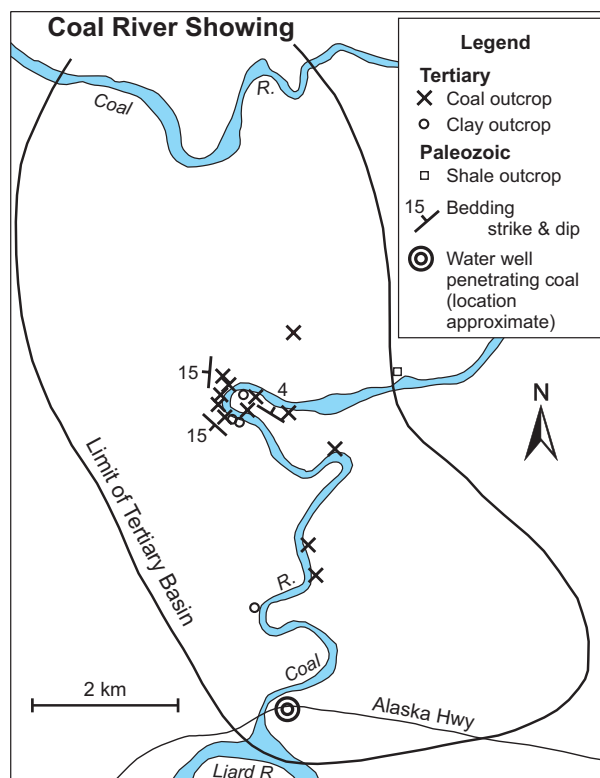 Coal River Showing
Legend
Tertiary
Coal outcrop
Clay outcrop
Paleozoic
Shale outcrop
15 Bedding
strike & dip
Water well
penetrating coal
(location
approximate)
Coal
R.
15
4
15
N
Limit of Tertiary Basin
R.
Coal
2 km
Alaska Hwy
Liard R